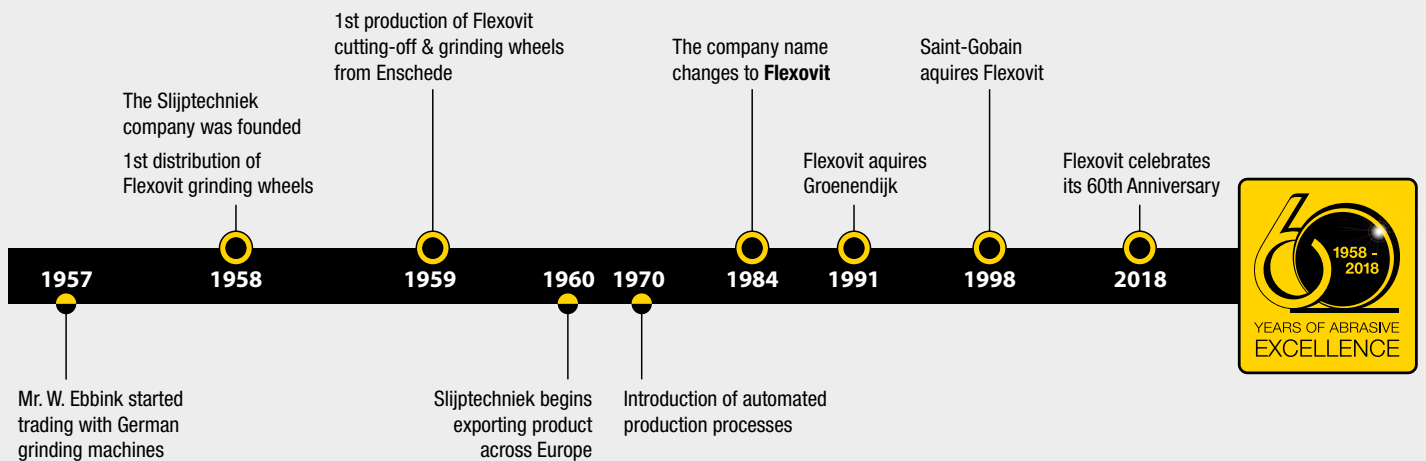 1st production of Flexovit
cutting-off & grinding wheels
from Enschede
The company name
changes to Flexovit
Saint-Gobain
aquires Flexovit
The Slijptechniek
company was founded
1st distribution of
Flexovit grinding wheels
Flexovit aquires
Groenendijk
Flexovit celebrates
its 60th Anniversary
1957
1958
1959
1960
1970
1984
1991
1998
2018
60
1958 -
2018
YEARS OF ABRASIVE
EXCELLENCE
Mr. W. Ebbink started
trading with German
grinding machines
Slijptechniek begins
exporting product
across Europe
Introduction of automated
production processes